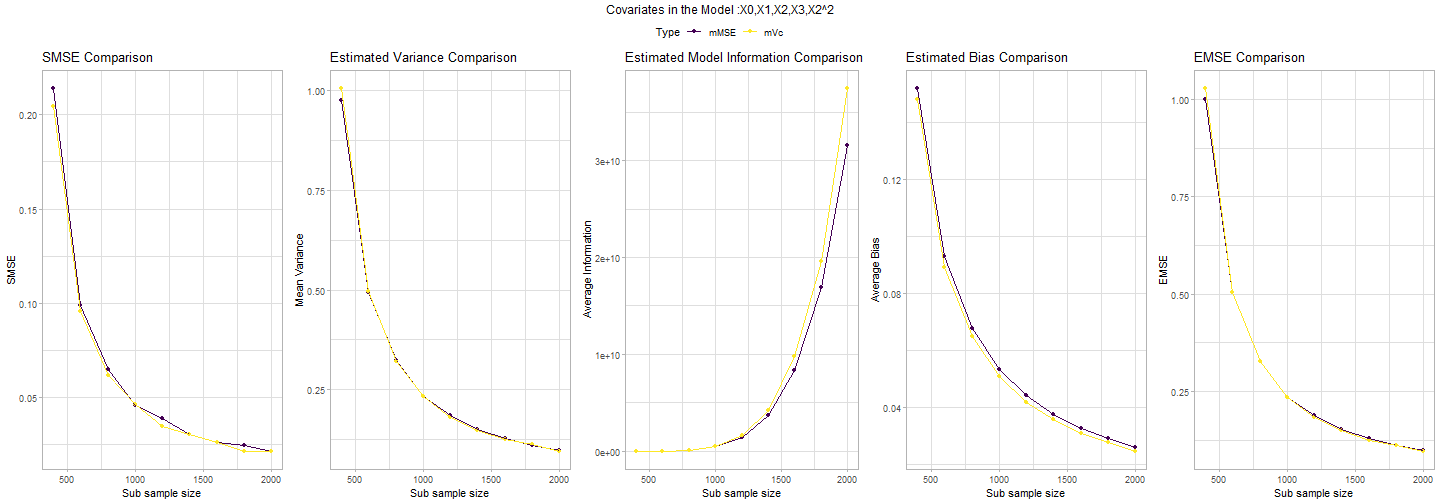 Covariates in the Model :X0,X1,X2,X3,X2^2
Type mMSE mVc
SMSE Comparison
SMSE
0.20
0.15
0.10
0.05
500 1000 1500 2000
Sub sample size
Estimated Variance Comparison
Mean Variance
1.00
0.75
0.50
0.25
500 1000 1500 2000
Sub sample size
Estimated Model Information Comparison
Average Information
3e+10
2e+10
1e+10
0e+00
500 1000 1500 2000
Sub sample size
Estimated Bias Comparison
Average Bias
0.12
0.08
0.04
500 1000 1500 2000
Sub sample size
EMSE Comparison
EMSE
1.00
0.75
0.50
0.25
500 1000 1500 2000
Sub sample size